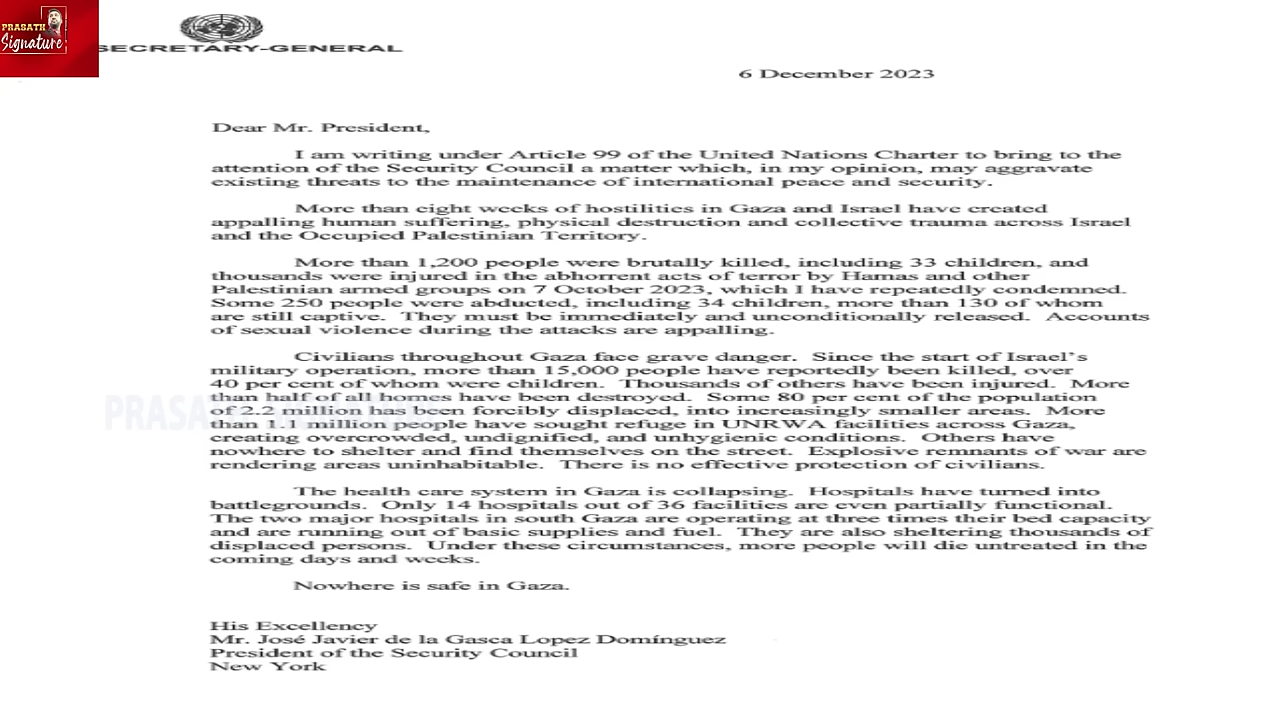 PRASATH
Signature
SECRETARY-GENERAL
6 December 2023
Dear Mr. President,
I am writing under Article 99 of the United Nations Charter to bring to the
attention of the Security Council a matter which, in my opinion, may aggravate
existing threats to the maintenance of international peace and security.
More than eight weeks of hostilities in Gaza and Israel have created
appalling human suffering, physical destruction and collective trauma across Israel
and the Occupied Palestinian Territory.
More than 1,200 people were brutally killed, including 33 children, and
thousands were injured in the abhorrent acts of terror by Hamas and other
Palestinian armed groups on 7 October 2023, which I have repeatedly condemned.
Some 250 people were abducted, including 34 children, more than 130 of whom
are still captive. They must be immediately and unconditionally released. Accounts
of sexual violence during the attacks are appalling.
Civilians throughout Gaza face grave danger. Since the start of Israel's
military operation, more than 15,000 people have reportedly been killed, over
40 per cent of whom were children. Thousands of others have been injured. More
than half of all homes have been destroyed. Some 80 per cent of the population
of 2.2 million has been forcibly displaced, into increasingly smaller areas. More
than 1.1 million people have sought refuge in UNRWA facilities across Gaza,
creating overcrowded, undignified, and unhygienic conditions. Others have
nowhere to shelter and find themselves on the street. Explosive remnants of war are
rendering areas uninhabitable. There is no effective protection of civilians.
The health care system in Gaza is collapsing. Hospitals have turned into
battlegrounds. Only 14 hospitals out of 36 facilities are even partially functional.
The two major hospitals in south Gaza are operating at three times their bed capacity
and are running out of basic supplies and fuel. They are also sheltering thousands of
displaced persons. Under these circumstances, more people will die untreated in the
coming days and weeks.
Nowhere is safe in Gaza.
His Excellency
Mr. José Javier de la Gasca Lopez Domínguez
President of the Security Council
New York